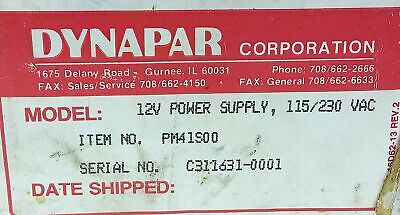 DYNAPAR CORPORATION
1675 Delany Road - Gurnee, IL 60031 Phone: 708/662-2666
FAX: Sales/Service 708/662-4150 FAX: General 708/662-6633
MODEL: 12V POWER SUPPLY, 115/230 VAC
ITEM NO. PM41S00
SERIAL NO. C311631-0001
DATE SHIPPED:
REV. 2